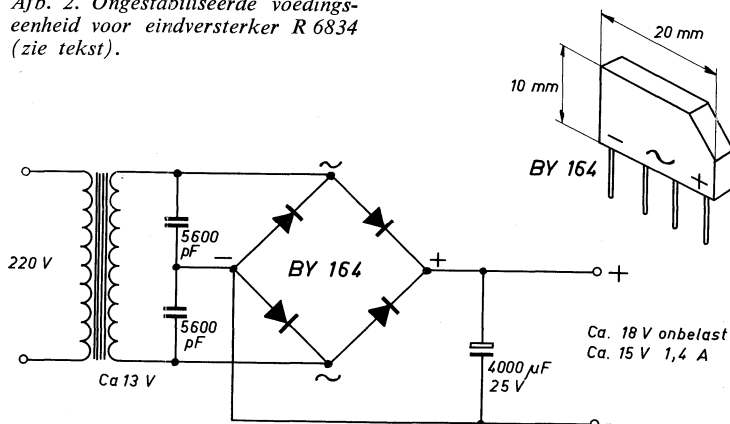 Afb. 2. Ongestabiliseerde voedings-
eenheid voor eindversterker R 6834
(zie tekst).
20 mm
10 mm
− ~ +
BY 164
~
5600
pF
− BY 164 +
220 V
5600
pF
Ca 13 V
~
4000 µF
25 V
+
Ca. 18 V onbelast
Ca. 15 V 1,4 A
−